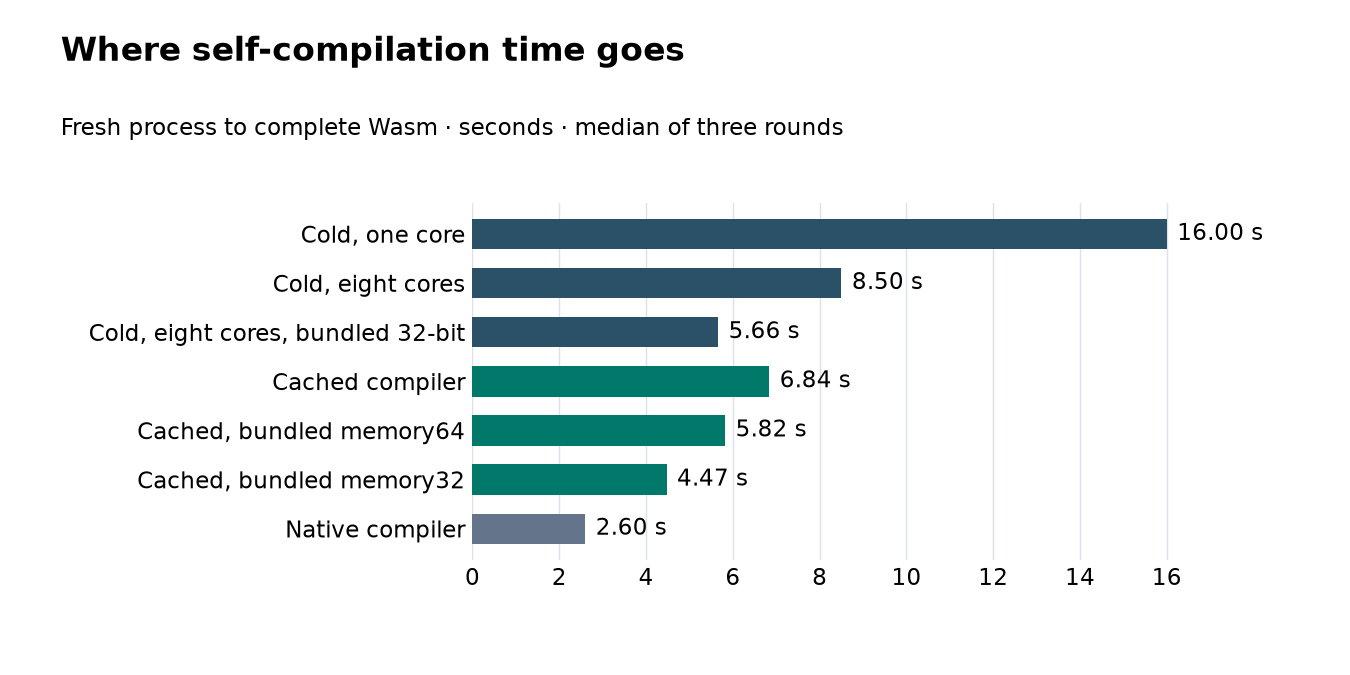 Where self-compilation time goes
Fresh process to complete Wasm · seconds · median of three rounds
Cold, one core 16.00 s
Cold, eight cores 8.50 s
Cold, eight cores, bundled 32-bit 5.66 s
Cached compiler 6.84 s
Cached, bundled memory64 5.82 s
Cached, bundled memory32 4.47 s
Native compiler 2.60 s
0 2 4 6 8 10 12 14 16